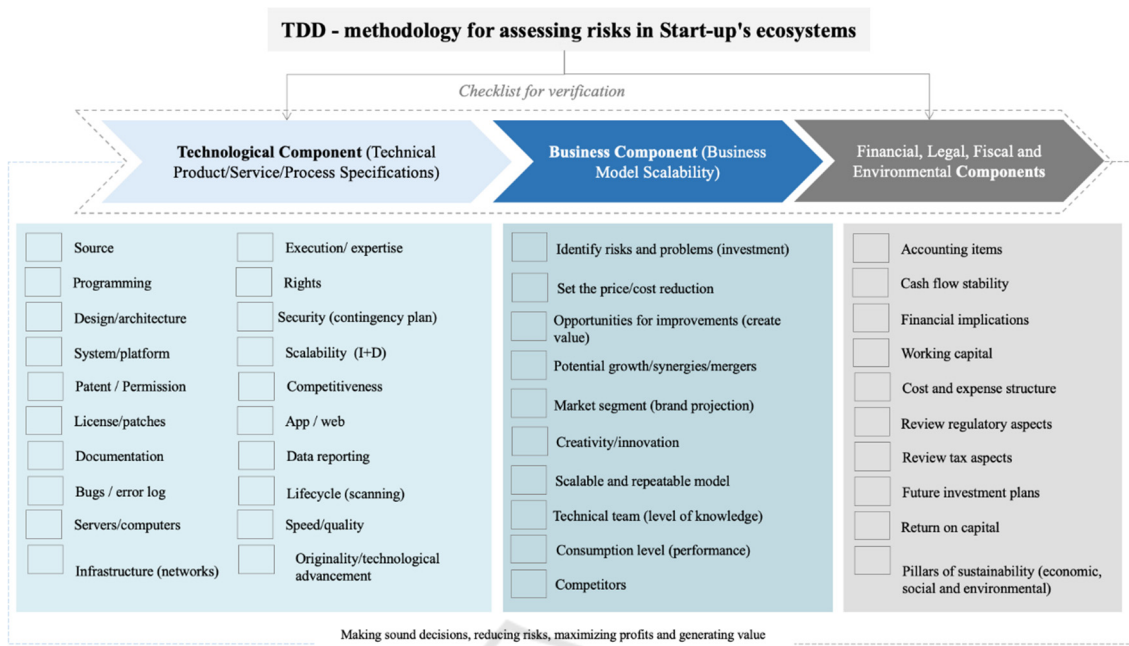 TDD - methodology for assessing risks in Start-up's ecosystems
Checklist for verification
Technological Component (Technical
Product/Service/Process Specifications)
Business Component (Business
Model Scalability)
Financial, Legal, Fiscal and
Environmental Components
Source
Programming
Design/architecture
System/platform
Patent / Permission
License/patches
Documentation
Bugs / error log
Servers/computers
Infrastructure (networks)
Execution/ expertise
Rights
Security (contingency plan)
Scalability (I+D)
Competitiveness
App / web
Data reporting
Lifecycle (scanning)
Speed/quality
Originality/technological
advancement
Identify risks and problems (investment)
Set the price/cost reduction
Opportunities for improvements (create
value)
Potential growth/synergies/mergers
Market segment (brand projection)
Creativity/innovation
Scalable and repeatable model
Technical team (level of knowledge)
Consumption level (performance)
Competitors
Accounting items
Cash flow stability
Financial implications
Working capital
Cost and expense structure
Review regulatory aspects
Review tax aspects
Future investment plans
Return on capital
Pillars of sustainability (economic,
social and environmental)
Making sound decisions, reducing risks, maximizing profits and generating value